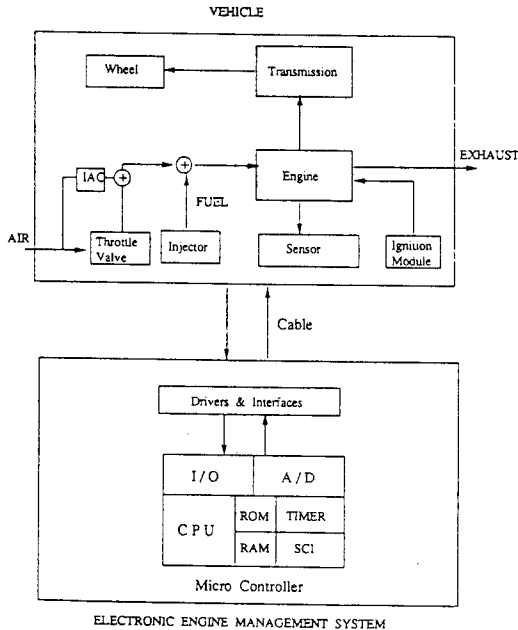 VEHICLE
Wheel
Transmission
EXHAUST
IAC
Engine
FUEL
AIR
Throttle
Valve
Injector
Sensor
Ignition
Module
Cable
Drivers & Interfaces
I/O
A/D
CPU
ROM
TIMER
RAM
SCI
Micro Controller
ELECTRONIC ENGINE MANAGEMENT SYSTEM